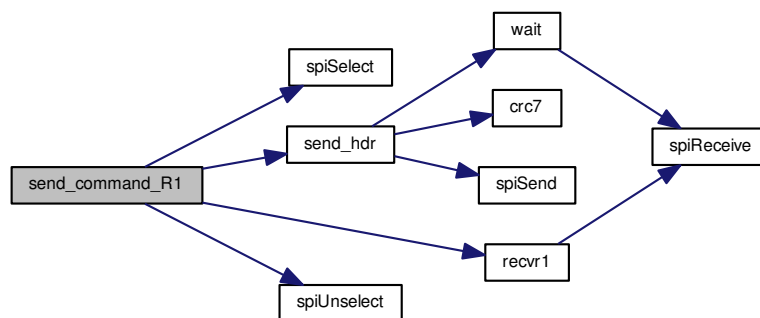 wait
spiSelect
crc7
send_hdr
spiReceive
send_command_R1
spiSend
recvr1
spiUnselect